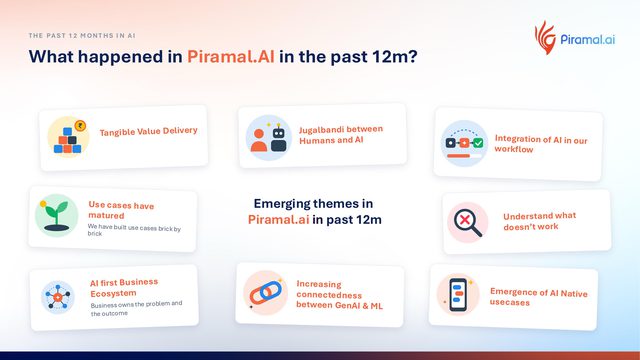 THE PAST 12 MONTHS IN AI
What happened in Piramal.AI in the past 12m?
Piramal.ai
₹
Tangible Value Delivery
Jugalbandi between
Humans and AI
Integration of AI in our
workflow
Use cases have
matured
We have built use cases brick by
brick
Emerging themes in
Piramal.ai in past 12m
Understand what
doesn't work
AI first Business
Ecosystem
Business owns the problem and
the outcome
Increasing
connectedness
between GenAI & ML
Emergence of AI Native
usecases